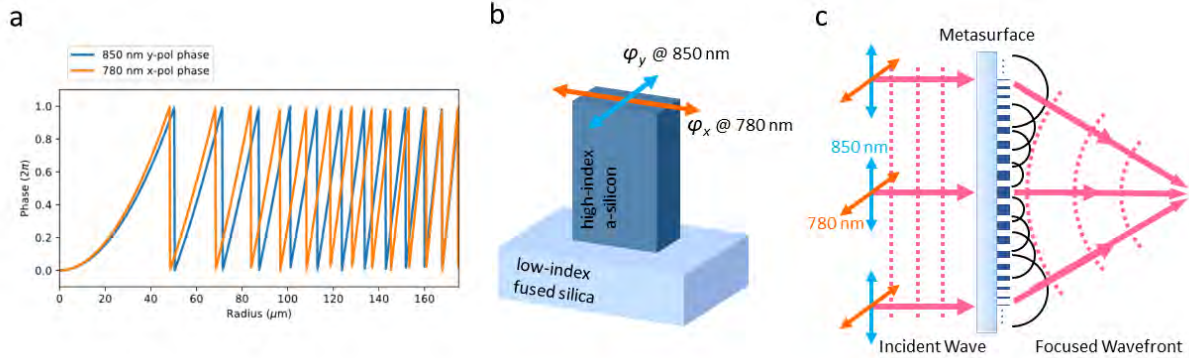 a
850 nm y-pol phase
780 nm x-pol phase
1.0
0.8
0.6
0.4
0.2
0.0
Phase (2π)
0 20 40 60 80 100 120 140 160
Radius (μm)
b
φy @ 850 nm
φx @ 780 nm
high-index
a-silicon
low-index
fused silica
c
Metasurface
850 nm
780 nm
Incident Wave
Focused Wavefront